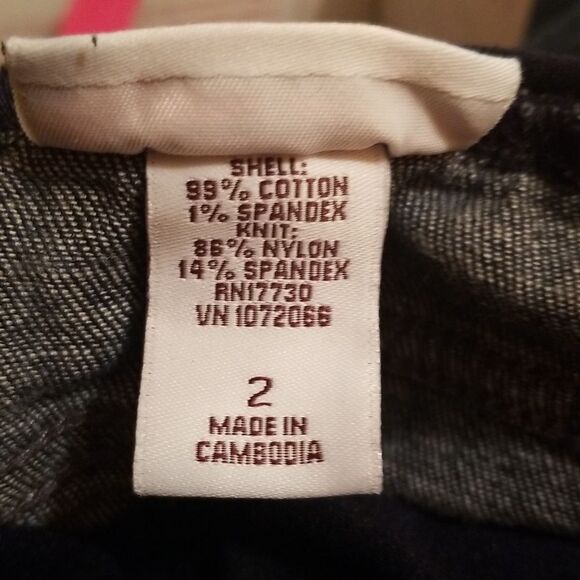 SHELL:
99% COTTON
1% SPANDEX
KNIT:
86% NYLON
14% SPANDEX
RN17730
VN 1072066
2
MADE IN
CAMBODIA